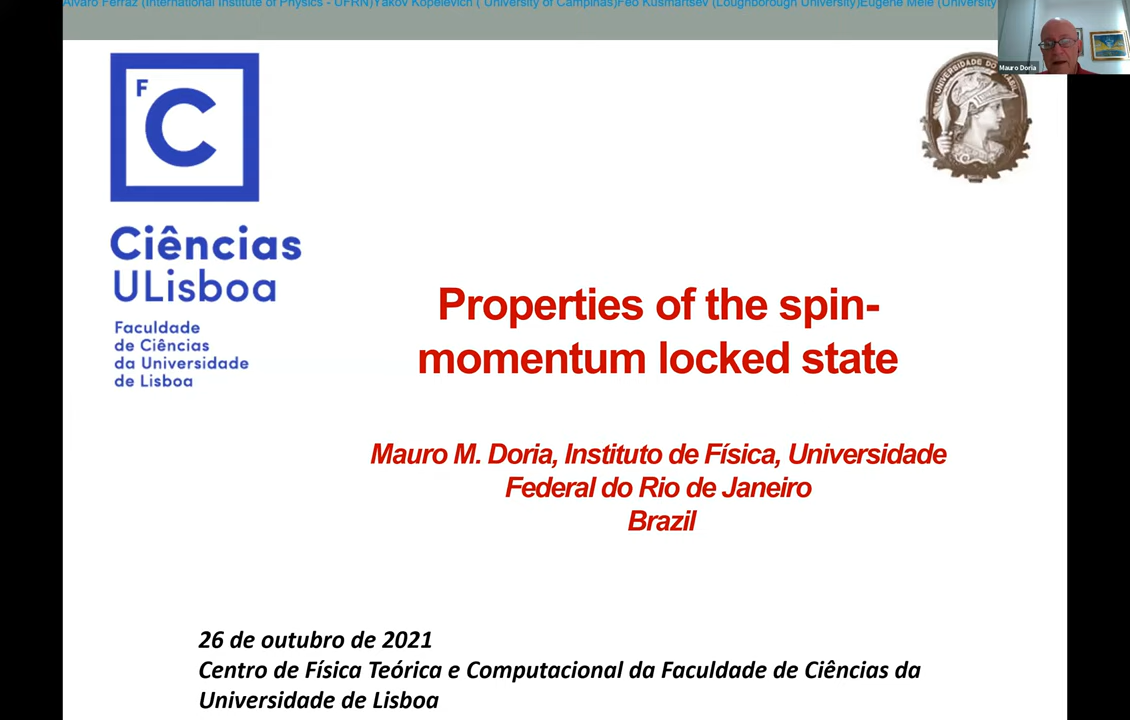 Alvaro Ferraz (International Institute of Physics - UFRN)Yakov Kopelevich ( University of Campinas)Feo Kusmartsev (Loughborough University)Eugene Mele (University
Mauro Doria
UNIVERSIDADE DO BRASIL
F
C
Ciências
ULisboa
Faculdade
de Ciências
da Universidade
de Lisboa
Properties of the spin-
momentum locked state
Mauro M. Doria, Instituto de Física, Universidade
Federal do Rio de Janeiro
Brazil
26 de outubro de 2021
Centro de Física Teórica e Computacional da Faculdade de Ciências da
Universidade de Lisboa